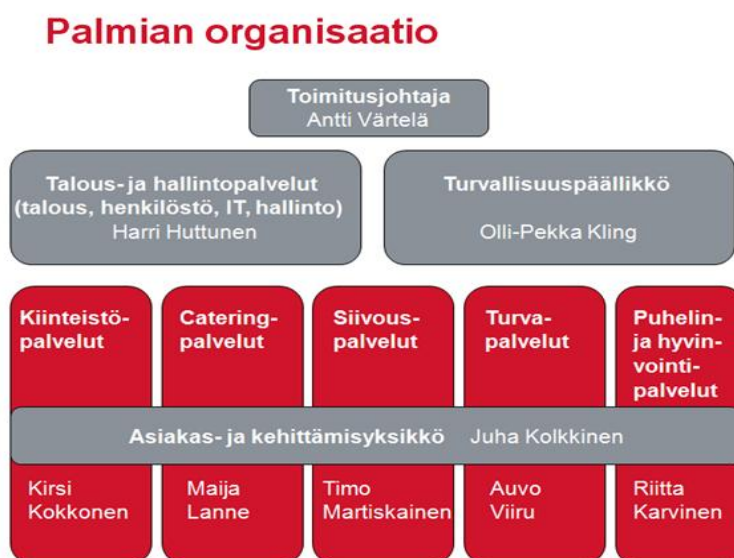 Palmian organisaatio
Toimitusjohtaja
Antti Värtelä
Talous- ja hallintopalvelut
(talous, henkilöstö, IT, hallinto)
Harri Huttunen
Turvallisuuspäällikkö
Olli-Pekka Kling
Kiinteistö-
palvelut
Catering-
palvelut
Siivous-
palvelut
Turva-
palvelut
Puhelin-
ja hyvin-
vointi-
palvelut
Asiakas- ja kehittämisyksikkö Juha Kolkkinen
Kirsi
Kokkonen
Maija
Lanne
Timo
Martiskainen
Auvo
Viiru
Riitta
Karvinen